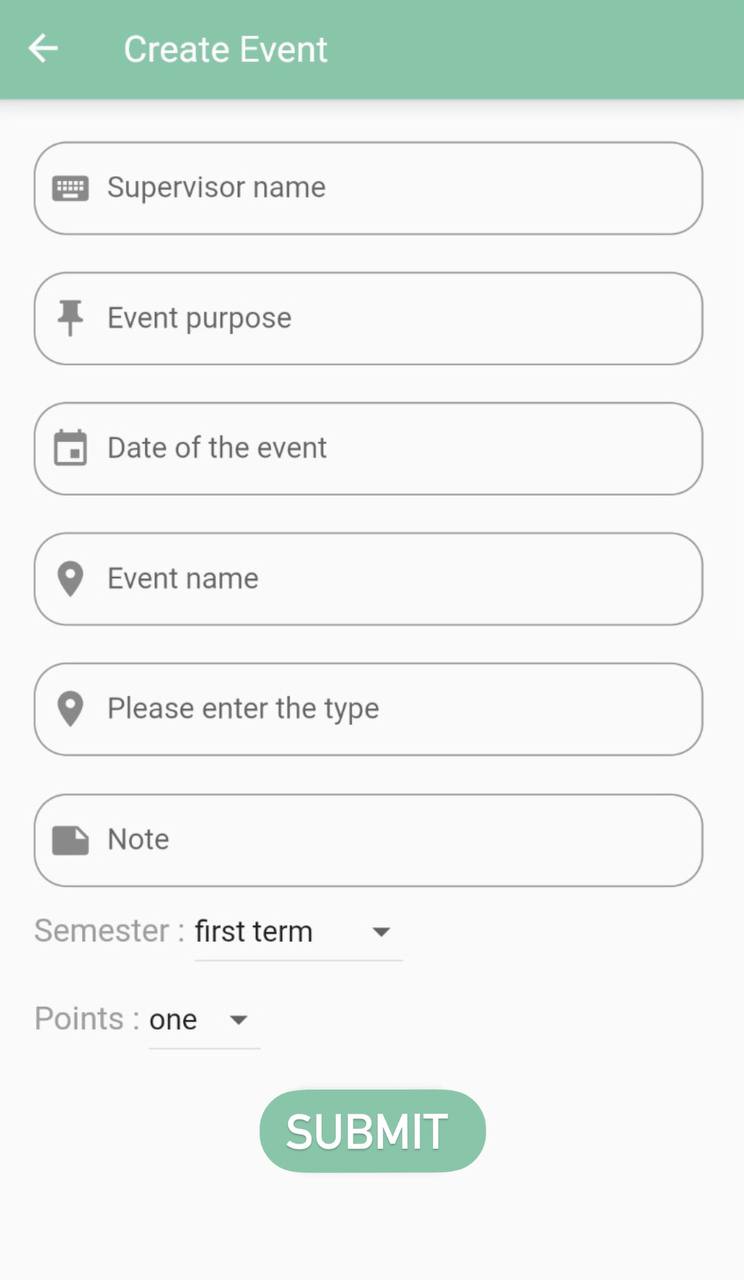 Create Event
Supervisor name
Event purpose
Date of the event
Event name
Please enter the type
Note
Semester : first term
Points : one
SUBMIT